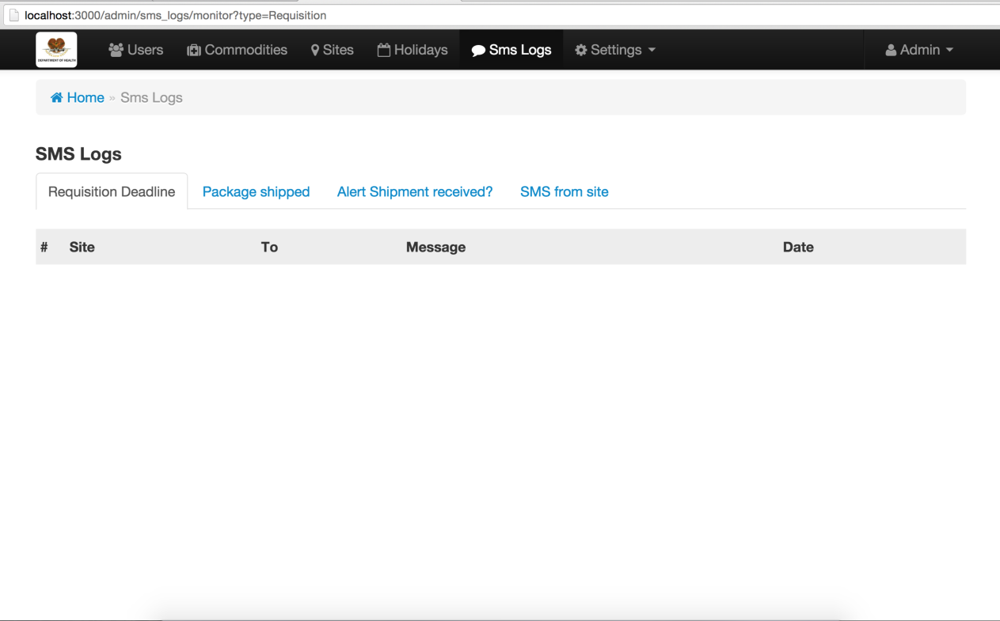 localhost:3000/admin/sms_logs/monitor?type=Requisition
DEPARTMENT OF HEALTH
Users Commodities Sites Holidays Sms Logs Settings Admin
Home » Sms Logs
SMS Logs
Requisition Deadline Package shipped Alert Shipment received? SMS from site
# Site To Message Date